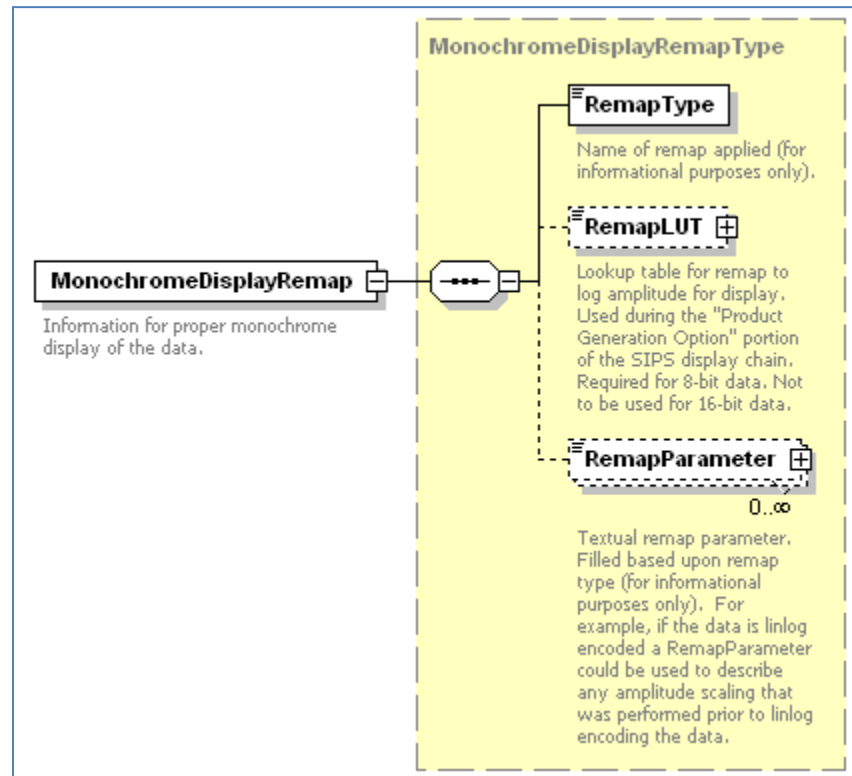 MonochromeDisplayRemapType
RemapType
Name of remap applied (for
informational purposes only).
RemapLUT
Lookup table for remap to
log amplitude for display.
Used during the "Product
Generation Option" portion
of the SIPS display chain.
Required for 8-bit data. Not
to be used for 16-bit data.
MonochromeDisplayRemap
Information for proper monochrome
display of the data.
RemapParameter
0..∞
Textual remap parameter.
Filled based upon remap
type (for informational
purposes only).  For
example, if the data is linlog
encoded a RemapParameter
could be used to describe
any amplitude scaling that
was performed prior to linlog
encoding the data.